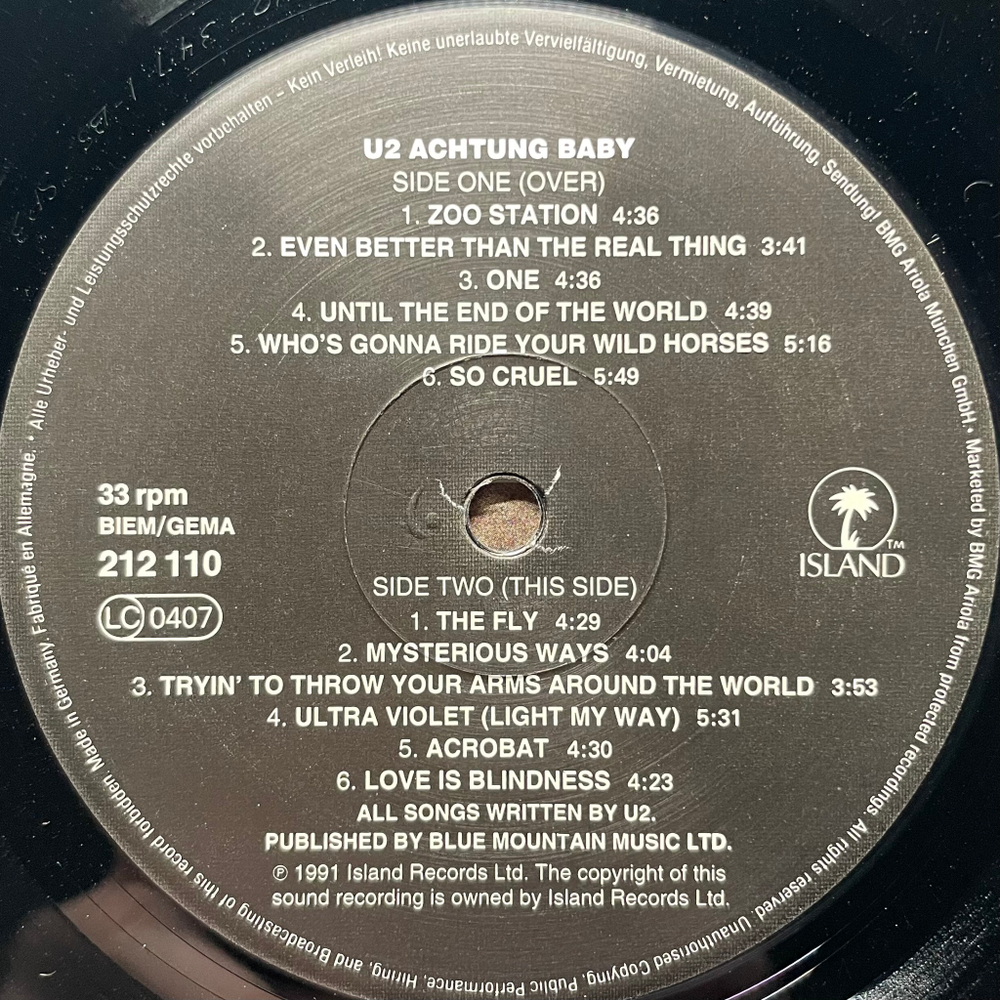 Alle Urheber- und Leistungsschutzrechte vorbehalten – Kein Verleih! Keine unerlaubte Vervielfältigung, Vermietung, Aufführung, Sendung! BMG Ariola München GmbH. • Marketed by BMG Ariola from protected recordings. All rights reserved. Unauthorised Copying, Public Performance, Hiring, and Broadcasting of this record forbidden. Made in Germany. Fabriqué en Allemagne. •
U2 ACHTUNG BABY
SIDE ONE (OVER)
1. ZOO STATION 4:36
2. EVEN BETTER THAN THE REAL THING 3:41
3. ONE 4:36
4. UNTIL THE END OF THE WORLD 4:39
5. WHO'S GONNA RIDE YOUR WILD HORSES 5:16
6. SO CRUEL 5:49
33 rpm
BIEM/GEMA
212 110
LC 0407
ISLAND™
SIDE TWO (THIS SIDE)
1. THE FLY 4:29
2. MYSTERIOUS WAYS 4:04
3. TRYIN' TO THROW YOUR ARMS AROUND THE WORLD 3:53
4. ULTRA VIOLET (LIGHT MY WAY) 5:31
5. ACROBAT 4:30
6. LOVE IS BLINDNESS 4:23
ALL SONGS WRITTEN BY U2.
PUBLISHED BY BLUE MOUNTAIN MUSIC LTD.
℗ 1991 Island Records Ltd. The copyright of this
sound recording is owned by Island Records Ltd.